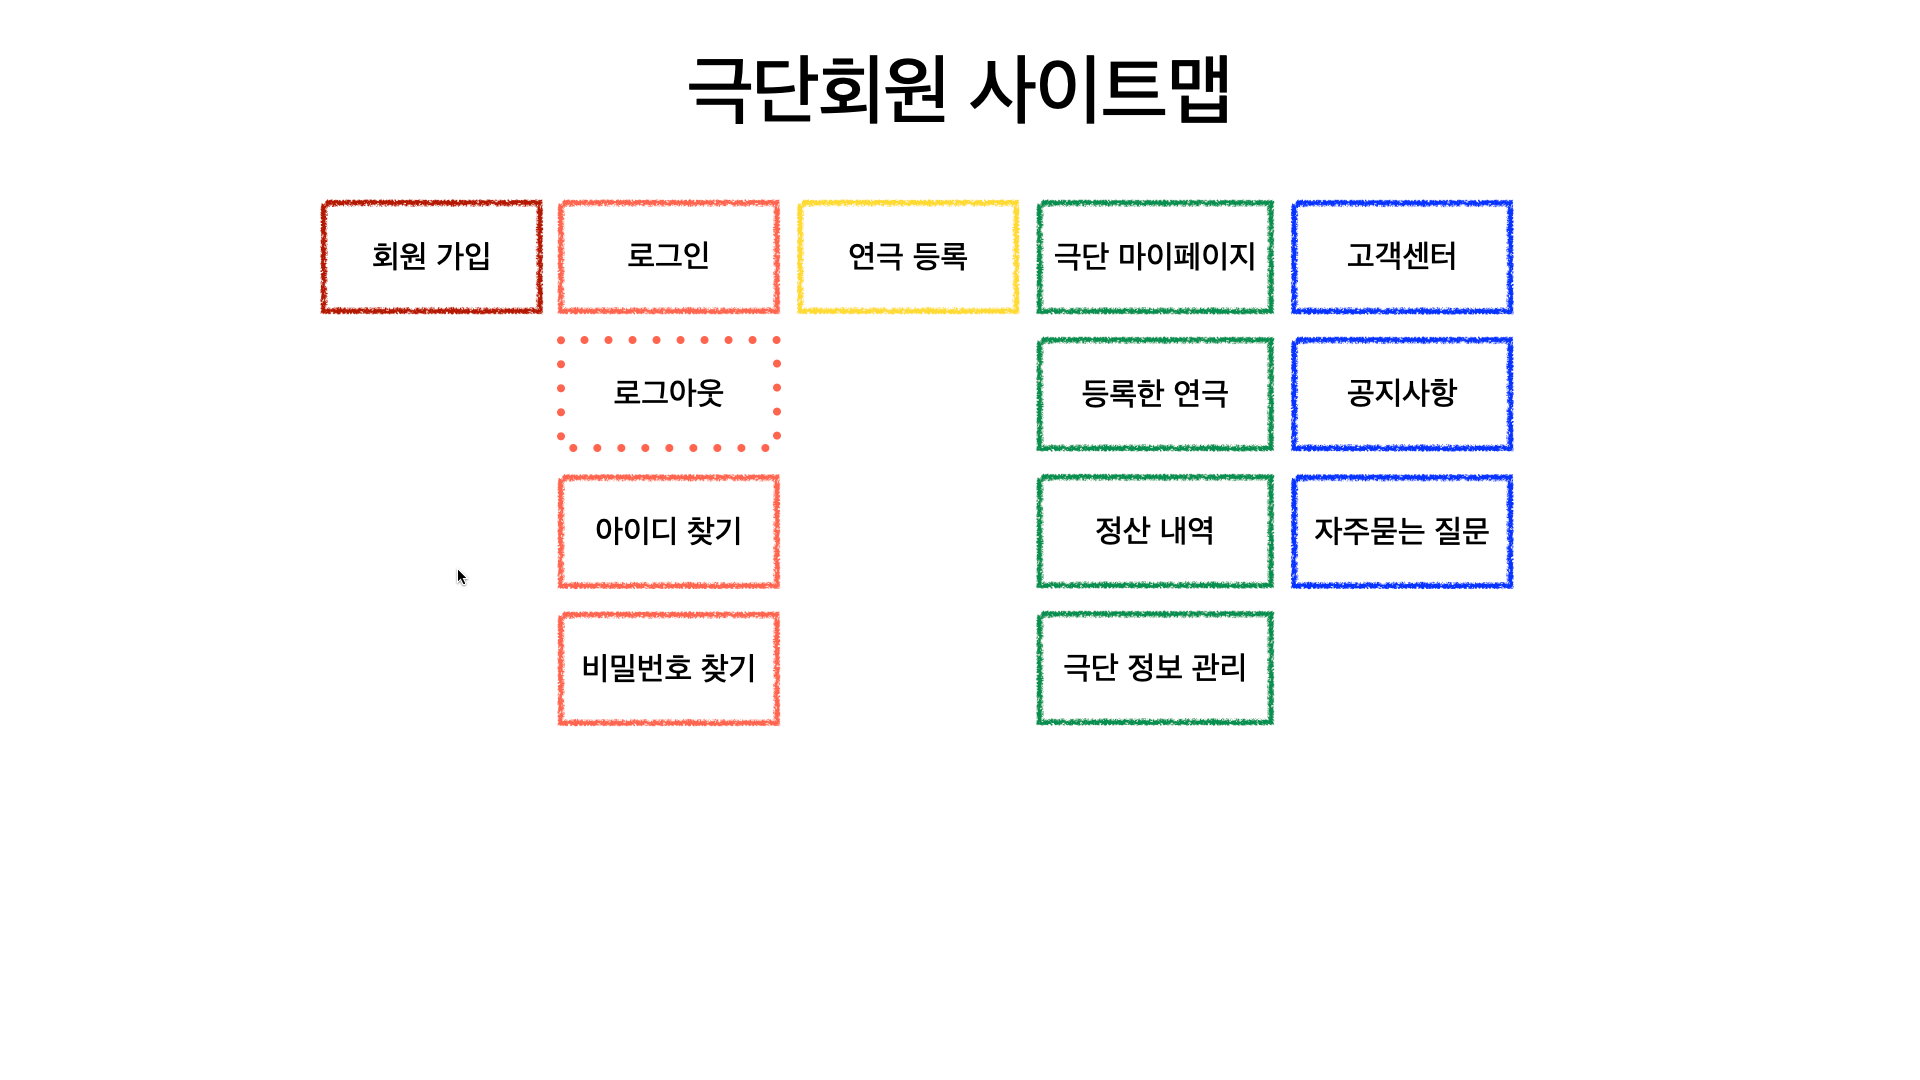 극단회원 사이트맵
회원 가입
로그인
연극 등록
극단 마이페이지
고객센터
로그아웃
등록한 연극
공지사항
아이디 찾기
정산 내역
자주묻는 질문
비밀번호 찾기
극단 정보 관리